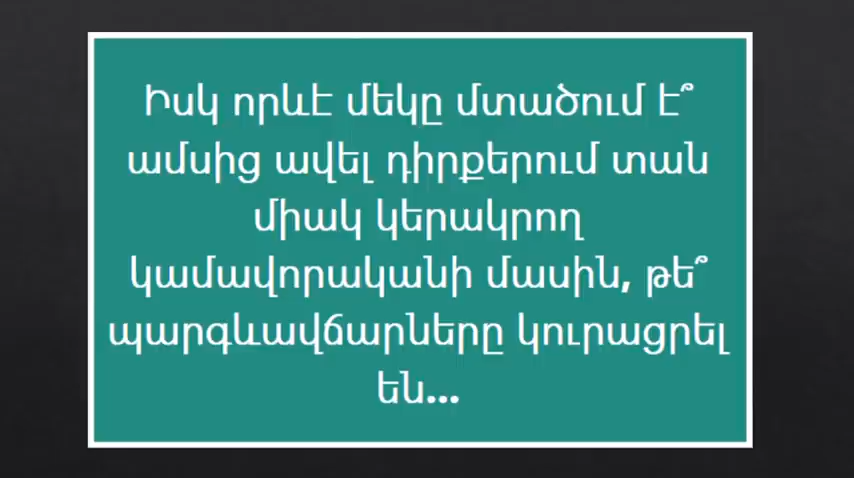 Իսկ որևէ մեկը մտածում է՞
ամսից ավել դիրքերում տան
միակ կերակրող
կամավորականի մասին, թե՞
պարգևավճարները կուրացրել
են...